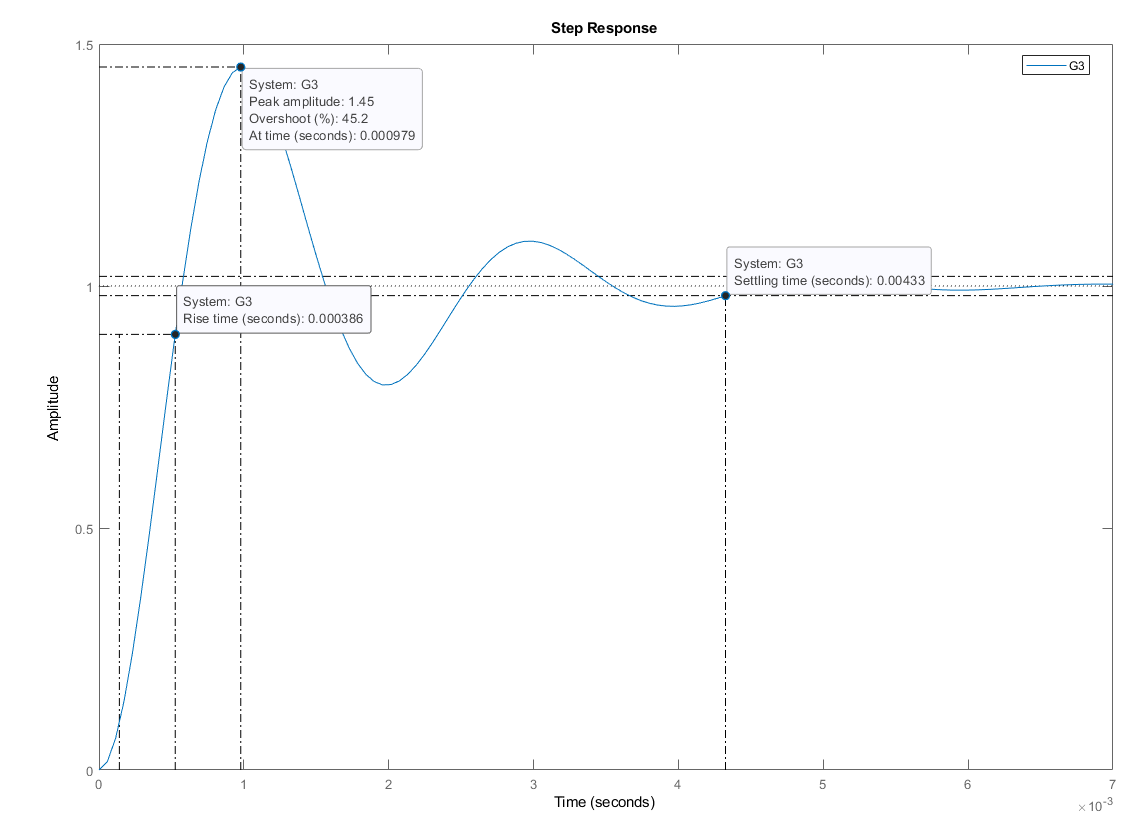 Step Response
G3
System: G3
Peak amplitude: 1.45
Overshoot (%): 45.2
At time (seconds): 0.000979
System: G3
Settling time (seconds): 0.00433
System: G3
Rise time (seconds): 0.000386
Amplitude
1.5
1
0.5
0
0 1 2 3 4 5 6 7
Time (seconds)
×10⁻³